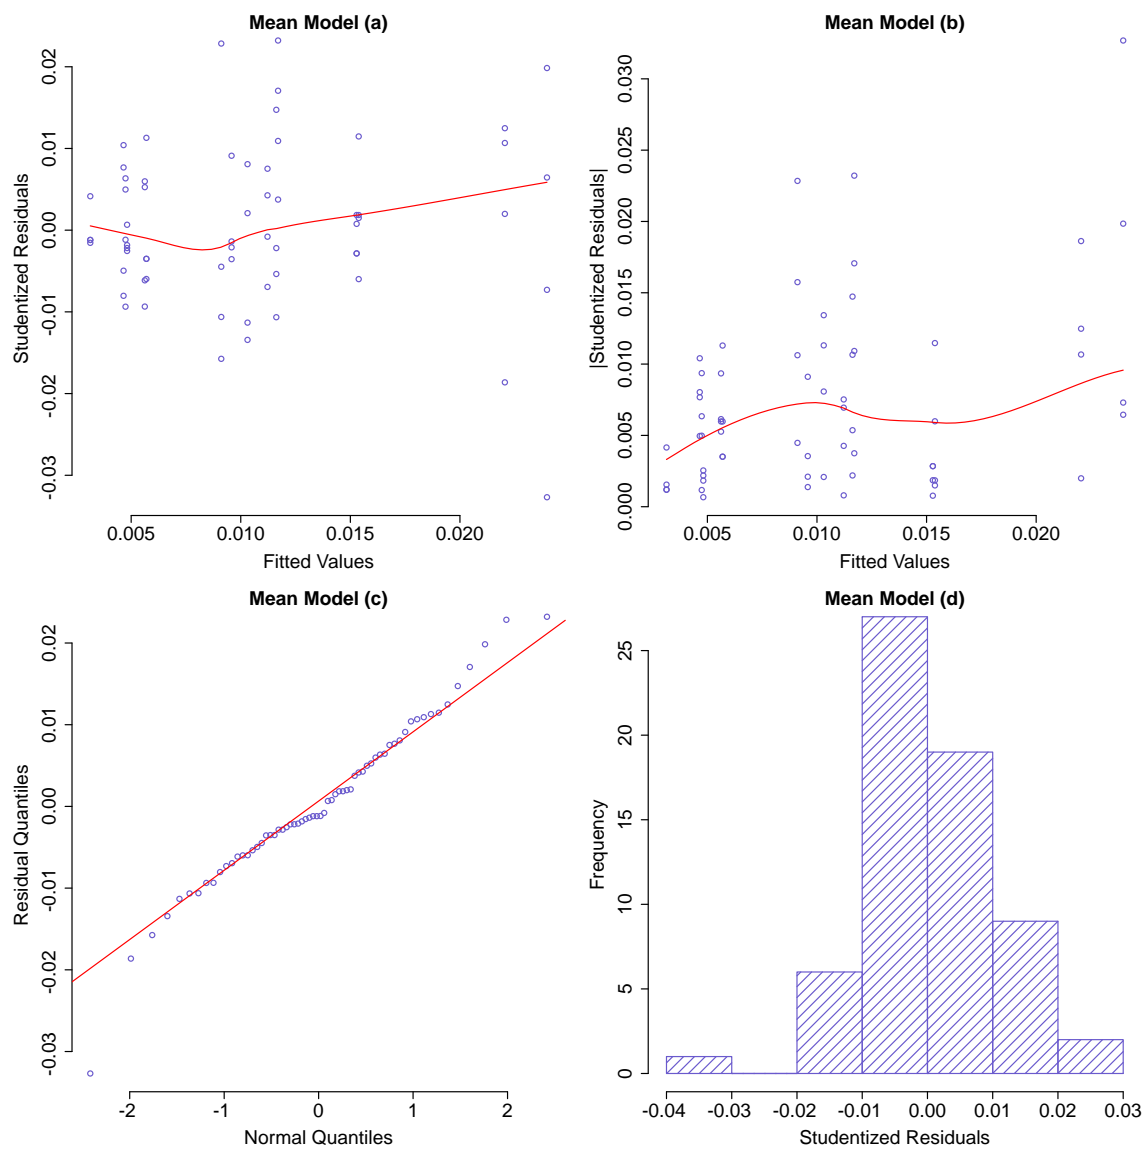 Mean Model (a)
Studentized Residuals
-0.03 -0.02 -0.01 0.00 0.01 0.02
0.005 0.010 0.015 0.020
Fitted Values
Mean Model (b)
|Studentized Residuals|
0.000 0.005 0.010 0.015 0.020 0.025 0.030
0.005 0.010 0.015 0.020
Fitted Values
Mean Model (c)
Residual Quantiles
-0.03 -0.02 -0.01 0.00 0.01 0.02
-2 -1 0 1 2
Normal Quantiles
Mean Model (d)
Frequency
0 5 10 15 20 25
-0.04 -0.03 -0.02 -0.01 0.00 0.01 0.02 0.03
Studentized Residuals